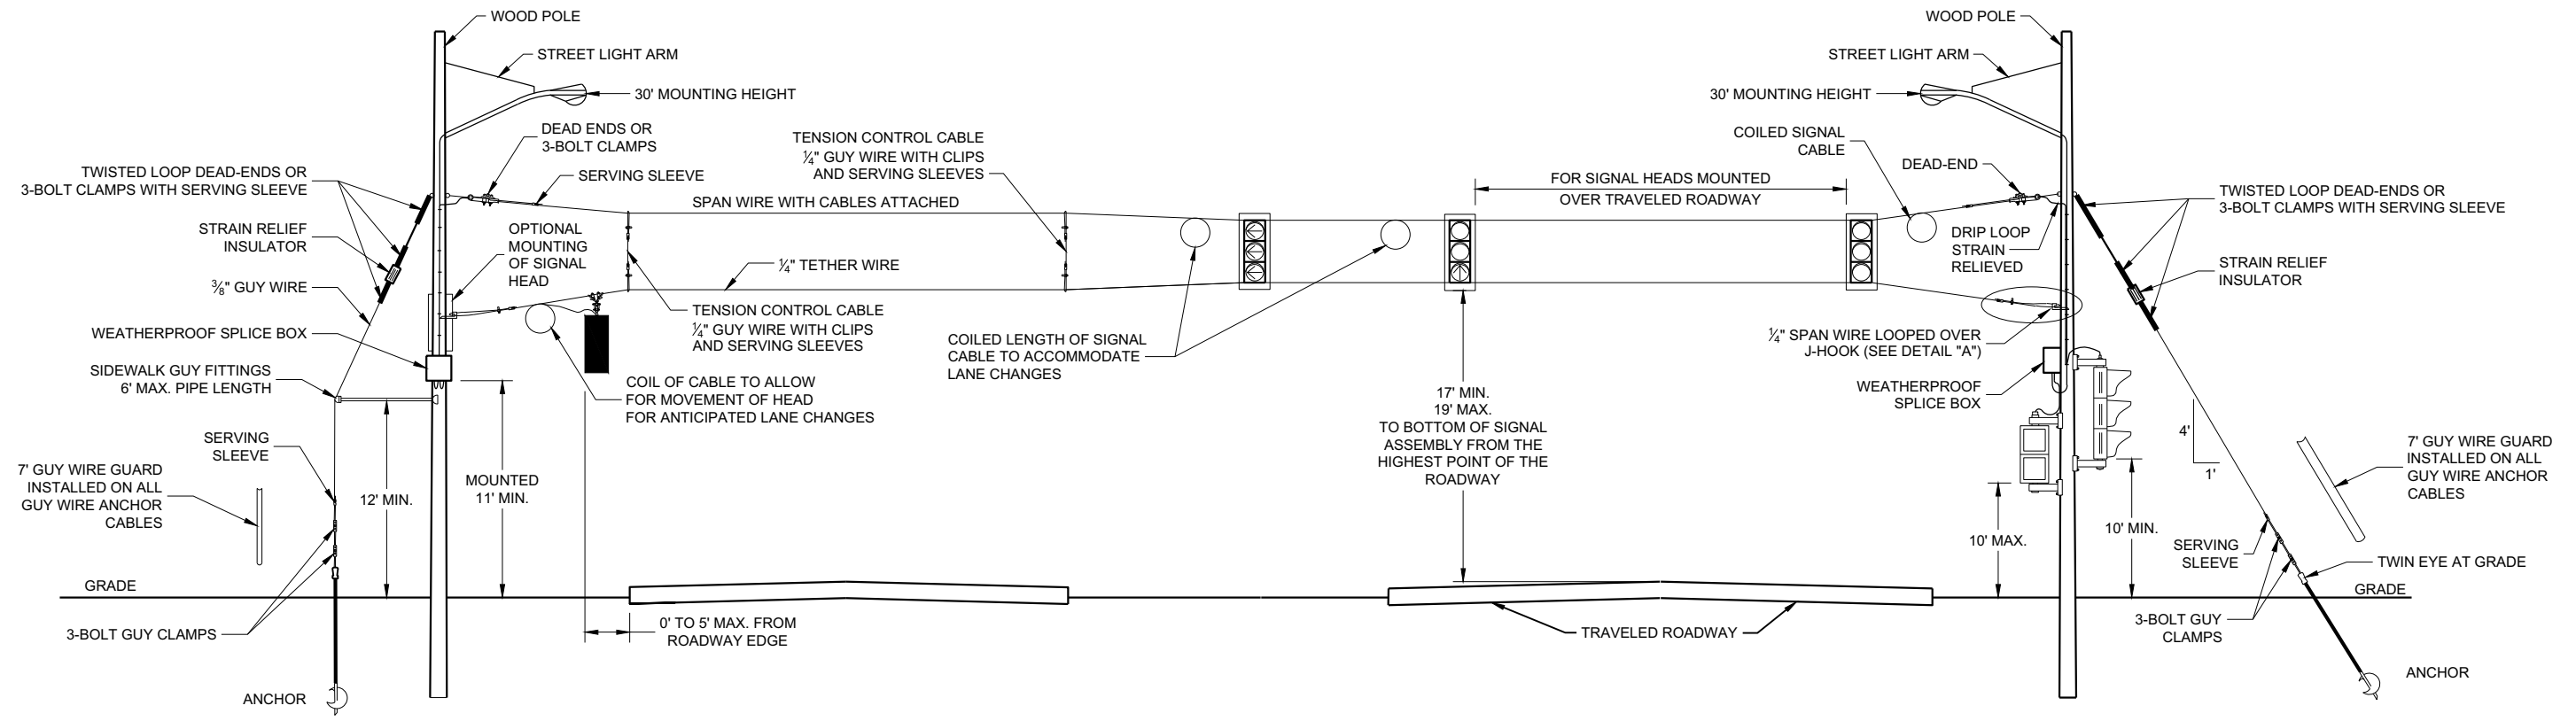 WOOD POLE
STREET LIGHT ARM
30' MOUNTING HEIGHT
DEAD ENDS OR
3-BOLT CLAMPS
SERVING SLEEVE
TWISTED LOOP DEAD-ENDS OR
3-BOLT CLAMPS WITH SERVING SLEEVE
STRAIN RELIEF
INSULATOR
3/8" GUY WIRE
WEATHERPROOF SPLICE BOX
SIDEWALK GUY FITTINGS
6' MAX. PIPE LENGTH
SERVING
SLEEVE
7' GUY WIRE GUARD
INSTALLED ON ALL
GUY WIRE ANCHOR
CABLES
12' MIN.
MOUNTED
11' MIN.
GRADE
3-BOLT GUY CLAMPS
ANCHOR
OPTIONAL
MOUNTING
OF SIGNAL
HEAD
SPAN WIRE WITH CABLES ATTACHED
TENSION CONTROL CABLE
1/4" GUY WIRE WITH CLIPS
AND SERVING SLEEVES
1/4" TETHER WIRE
TENSION CONTROL CABLE
1/4" GUY WIRE WITH CLIPS
AND SERVING SLEEVES
COIL OF CABLE TO ALLOW
FOR MOVEMENT OF HEAD
FOR ANTICIPATED LANE CHANGES
0' TO 5' MAX. FROM
ROADWAY EDGE
COILED LENGTH OF SIGNAL
CABLE TO ACCOMMODATE
LANE CHANGES
FOR SIGNAL HEADS MOUNTED
OVER TRAVELED ROADWAY
17' MIN.
19' MAX.
TO BOTTOM OF SIGNAL
ASSEMBLY FROM THE
HIGHEST POINT OF THE
ROADWAY
TRAVELED ROADWAY
WOOD POLE
STREET LIGHT ARM
30' MOUNTING HEIGHT
COILED SIGNAL
CABLE
DEAD-END
DRIP LOOP
STRAIN
RELIEVED
1/4" SPAN WIRE LOOPED OVER
J-HOOK (SEE DETAIL "A")
WEATHERPROOF
SPLICE BOX
10' MAX.
10' MIN.
TWISTED LOOP DEAD-ENDS OR
3-BOLT CLAMPS WITH SERVING SLEEVE
STRAIN RELIEF
INSULATOR
4'
1'
7' GUY WIRE GUARD
INSTALLED ON ALL
GUY WIRE ANCHOR
CABLES
SERVING
SLEEVE
TWIN EYE AT GRADE
GRADE
3-BOLT GUY
CLAMPS
ANCHOR